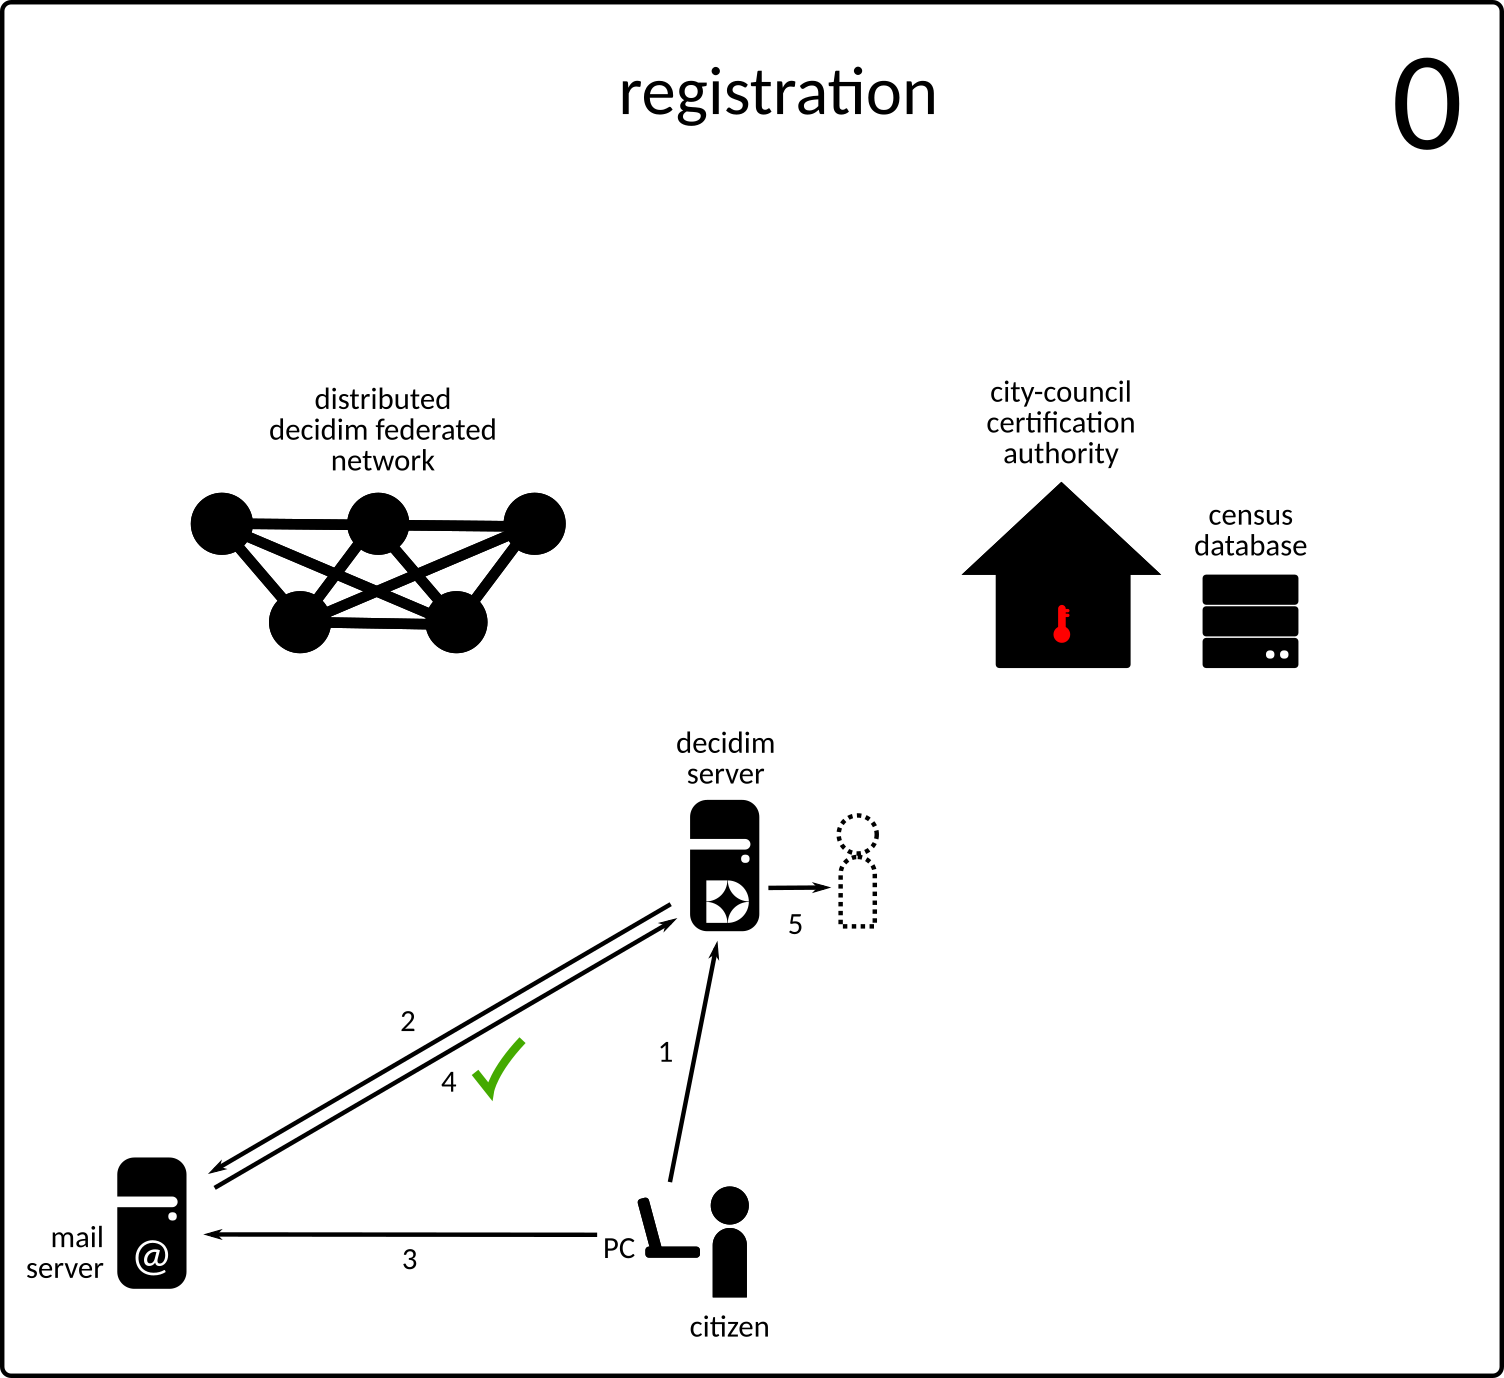 registration
0
distributed
decidim federated
network
city-council
certification
authority
census
database
decidim
server
5
2
1
4
mail
server
@
3
PC
citizen